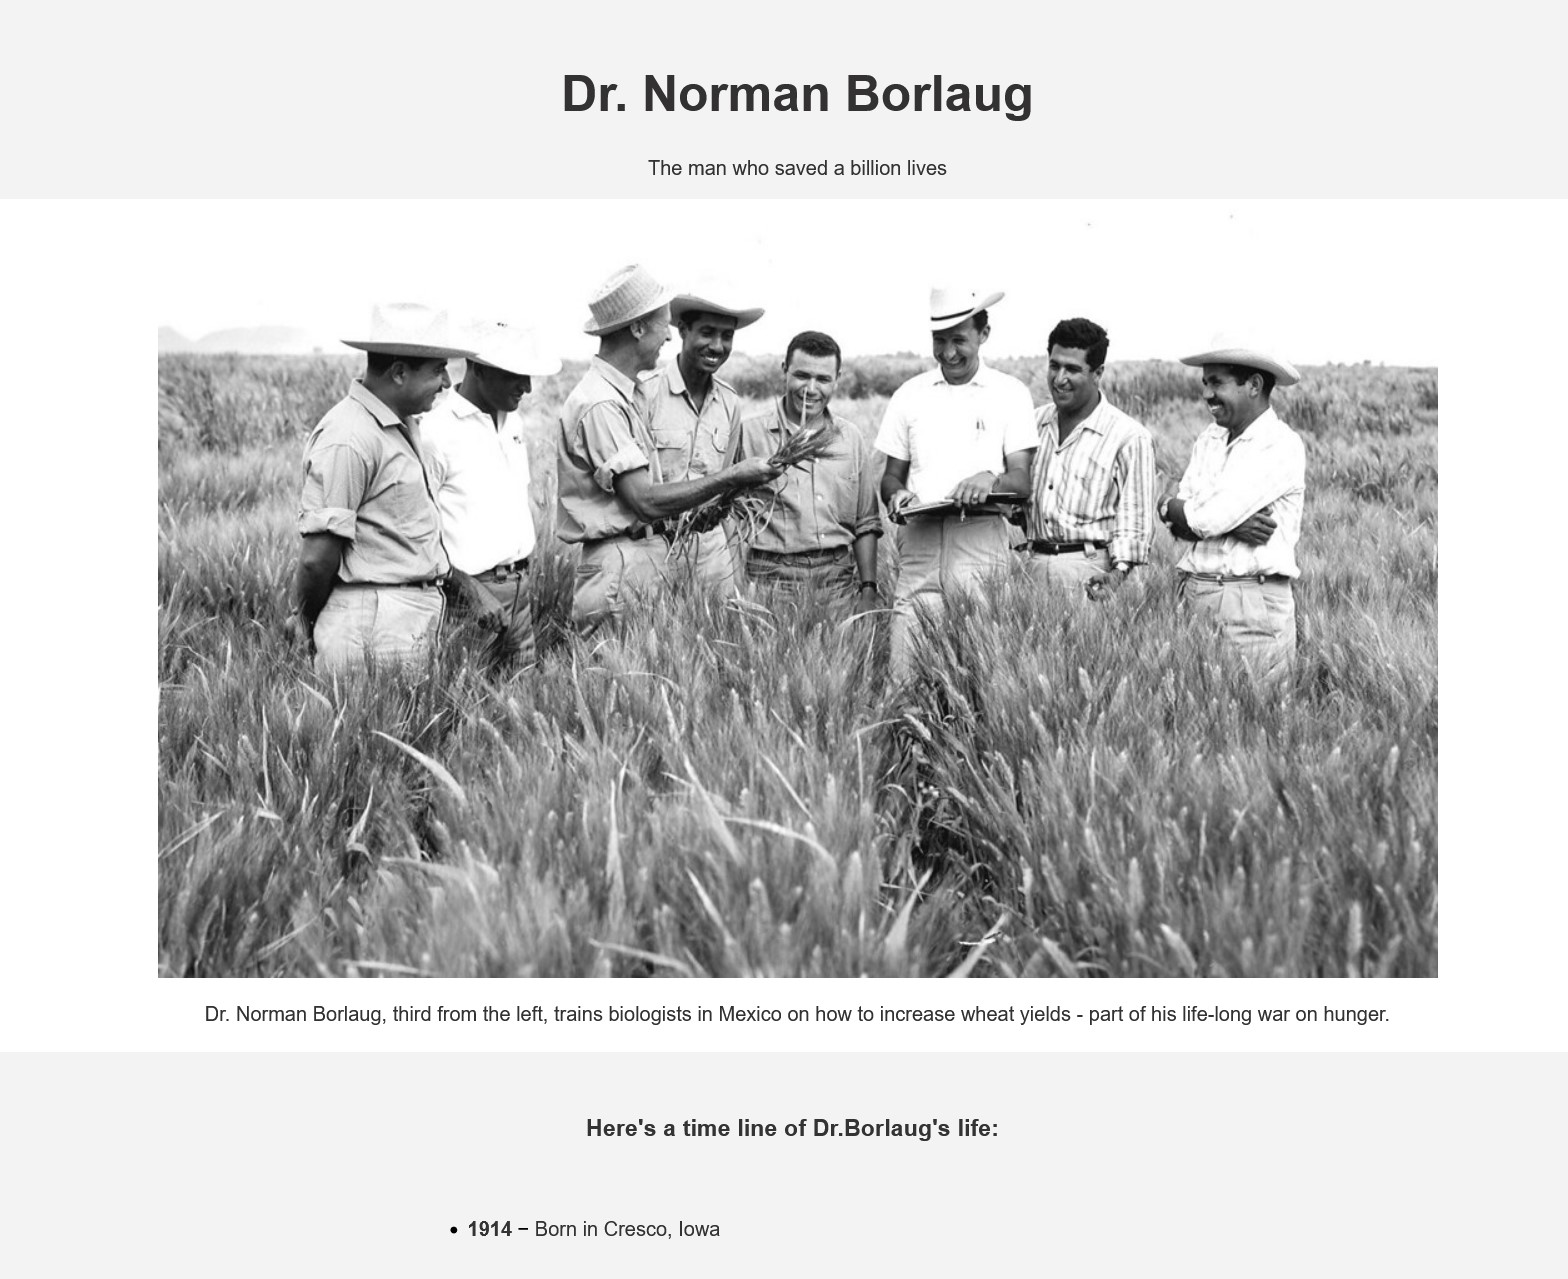 Dr. Norman Borlaug
The man who saved a billion lives
Dr. Norman Borlaug, third from the left, trains biologists in Mexico on how to increase wheat yields - part of his life-long war on hunger.
Here's a time line of Dr.Borlaug's life:
• 1914 – Born in Cresco, Iowa